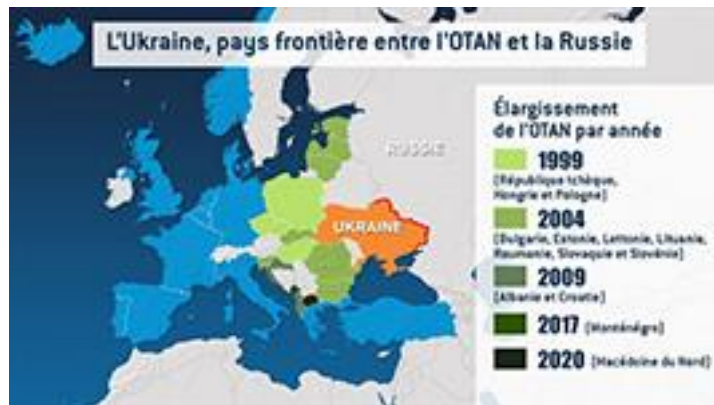 L'Ukraine, pays frontière entre l'OTAN et la Russie
RUSSIE
UKRAINE
Élargissement
de l'OTAN par année
1999
(République tchèque,
Hongrie et Pologne)
2004
(Bulgarie, Estonie, Lettonie, Lituanie,
Roumanie, Slovaquie et Slovénie)
2009
(Albanie et Croatie)
2017 (Monténégro)
2020 (Macédoine du Nord)